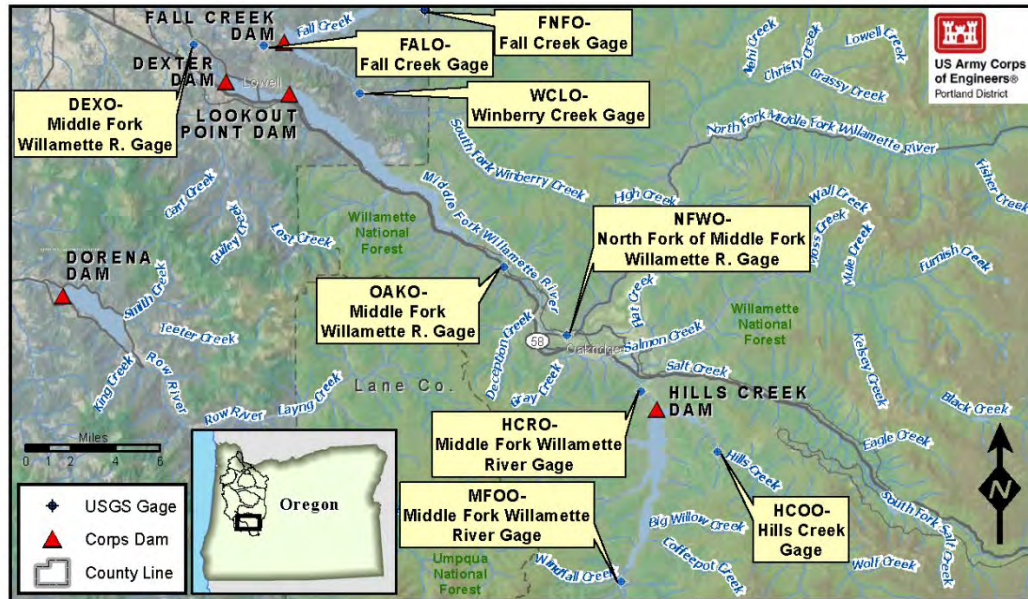 FALL CREEK
DAM
Fall Creek
FNFO-
Fall Creek Gage
FALO-
Fall Creek Gage
DEXTER
DAM
Lowell
LOOKOUT
POINT DAM
DEXO-
Middle Fork
Willamette R. Gage
WCLO-
Winberry Creek Gage
Nehi Creek
Christy Creek
Lowell Creek
Grassy Creek
US Army Corps
of Engineers®
Portland District
North Fork Middle Fork Willamette River
South Fork Winberry Creek
Middle Fork Willamette River
High Creek
Wall Creek
Moss Creek
Mule Creek
Fisher Creek
Furnish Creek
Carr Creek
Guiley Creek
Lost Creek
Willamette
National
Forest
NFWO-
North Fork of Middle Fork
Willamette R. Gage
DORENA
DAM
Smith Creek
Teeter Creek
King Creek
Row River
Row River
Layng Creek
OAKO-
Middle Fork
Willamette R. Gage
Deception Creek
58
Oakridge
Gray Creek
Flat Creek
Salmon Creek
Willamette
National
Forest
Salt Creek
Kelsey Creek
Black Creek
Eagle Creek
Lane Co.
HILLS CREEK
DAM
HCRO-
Middle Fork Willamette
River Gage
Hills Creek
HCOO-
Hills Creek
Gage
South Fork Salt Creek
MFOO-
Middle Fork Willamette
River Gage
Big Willow Creek
Coffeepot Creek
Wolf Creek
Windfall Creek
Umpqua
National
Forest
Miles
0 1 2 4 6
USGS Gage
Corps Dam
County Line
Oregon
N